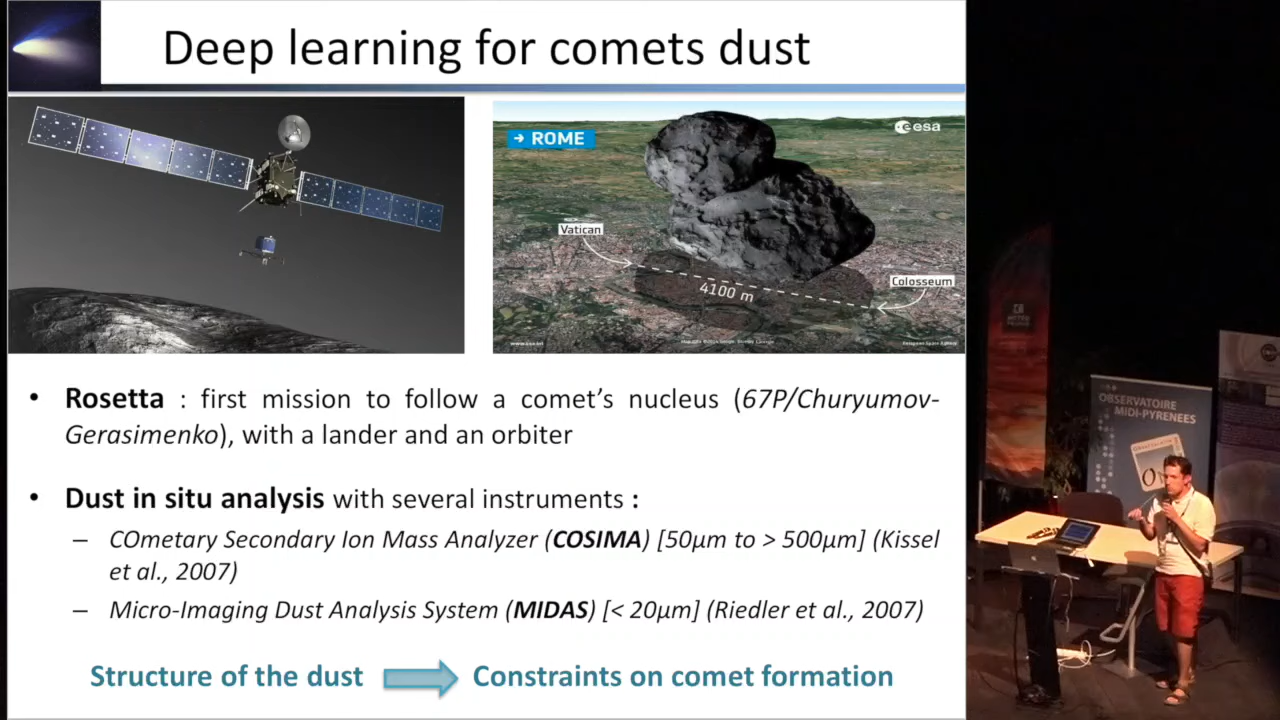 Deep learning for comets dust
→ ROME
esa
Vatican
Colosseum
4100 m
• Rosetta : first mission to follow a comet's nucleus (67P/Churyumov-
Gerasimenko), with a lander and an orbiter
• Dust in situ analysis with several instruments :
– COmetary Secondary Ion Mass Analyzer (COSIMA) [50µm to > 500µm] (Kissel
et al., 2007)
– Micro-Imaging Dust Analysis System (MIDAS) [< 20µm] (Riedler et al., 2007)
Structure of the dust
Constraints on comet formation
OBSERVATOIRE
MIDI-PYRENEES